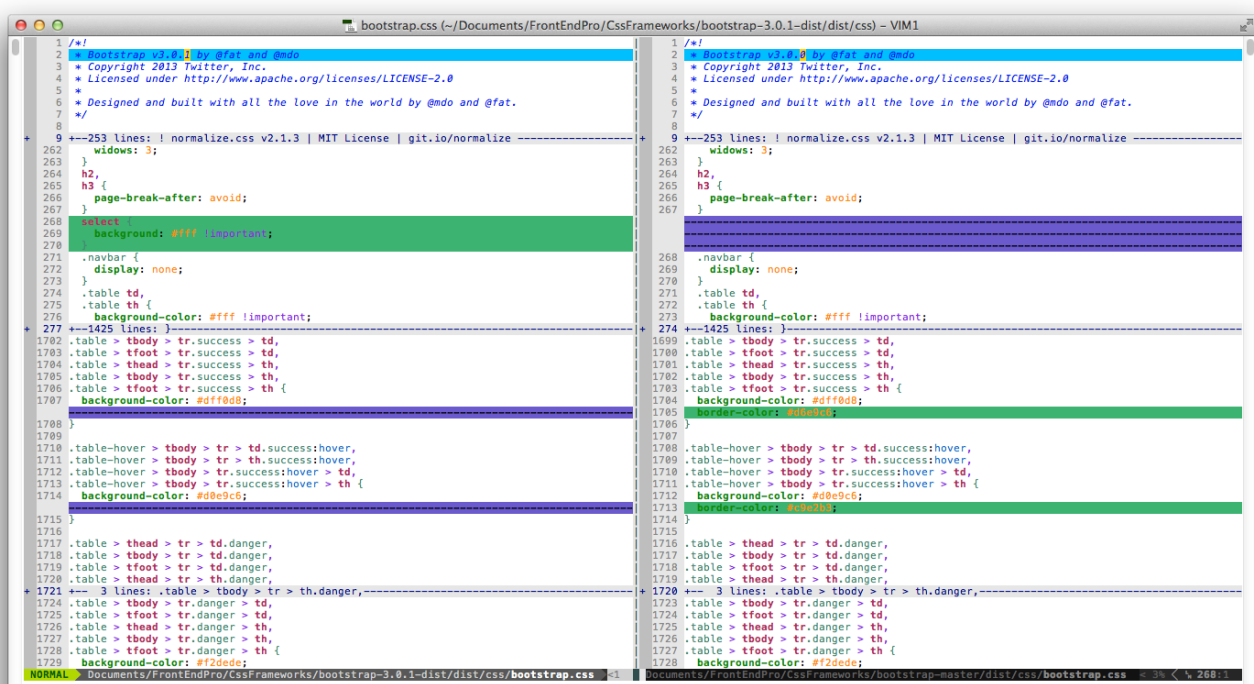 bootstrap.css (~/Documents/FrontEndPro/CssFrameworks/bootstrap-3.0.1-dist/dist/css) – VIM1
1 /*!
2  * Bootstrap v3.0.1 by @fat and @mdo
3  * Copyright 2013 Twitter, Inc.
4  * Licensed under http://www.apache.org/licenses/LICENSE-2.0
5  *
6  * Designed and built with all the love in the world by @mdo and @fat.
7  */
8
+ 9 +--253 lines: ! normalize.css v2.1.3 | MIT License | git.io/normalize ------------------
262     widows: 3;
263   }
264   h2,
265   h3 {
266     page-break-after: avoid;
267   }
268   select {
269     background: #fff !important;
270   }
271   .navbar {
272     display: none;
273   }
274   .table td,
275   .table th {
276     background-color: #fff !important;
+ 277 +--1425 lines: }------------------
1702 .table > tbody > tr.success > td,
1703 .table > tfoot > tr.success > td,
1704 .table > thead > tr.success > th,
1705 .table > tbody > tr.success > th,
1706 .table > tfoot > tr.success > th {
1707   background-color: #dff0d8;
1708 }
1709
1710 .table-hover > tbody > tr > td.success:hover,
1711 .table-hover > tbody > tr > th.success:hover,
1712 .table-hover > tbody > tr.success:hover > td,
1713 .table-hover > tbody > tr.success:hover > th {
1714   background-color: #d0e9c6;
1715 }
1716
1717 .table > thead > tr > td.danger,
1718 .table > tbody > tr > td.danger,
1719 .table > tfoot > tr > td.danger,
1720 .table > thead > tr > th.danger,
+ 1721 +--  3 lines: .table > tbody > tr > th.danger,------------------
1724 .table > tbody > tr.danger > td,
1725 .table > tfoot > tr.danger > td,
1726 .table > thead > tr.danger > th,
1727 .table > tbody > tr.danger > th,
1728 .table > tfoot > tr.danger > th {
1729   background-color: #f2dede;
NORMAL Documents/FrontEndPro/CssFrameworks/bootstrap-3.0.1-dist/dist/css/bootstrap.css <1
1 /*!
2  * Bootstrap v3.0.0 by @fat and @mdo
3  * Copyright 2013 Twitter, Inc.
4  * Licensed under http://www.apache.org/licenses/LICENSE-2.0
5  *
6  * Designed and built with all the love in the world by @mdo and @fat.
7  */
8
+ 9 +--253 lines: ! normalize.css v2.1.3 | MIT License | git.io/normalize ------------------
262     widows: 3;
263   }
264   h2,
265   h3 {
266     page-break-after: avoid;
267   }
268   .navbar {
269     display: none;
270   }
271   .table td,
272   .table th {
273     background-color: #fff !important;
+ 274 +--1425 lines: }------------------
1699 .table > tbody > tr.success > td,
1700 .table > tfoot > tr.success > td,
1701 .table > thead > tr.success > th,
1702 .table > tbody > tr.success > th,
1703 .table > tfoot > tr.success > th {
1704   background-color: #dff0d8;
1705   border-color: #d6e9c6;
1706 }
1707
1708 .table-hover > tbody > tr > td.success:hover,
1709 .table-hover > tbody > tr > th.success:hover,
1710 .table-hover > tbody > tr.success:hover > td,
1711 .table-hover > tbody > tr.success:hover > th {
1712   background-color: #d0e9c6;
1713   border-color: #c9e2b3;
1714 }
1715
1716 .table > thead > tr > td.danger,
1717 .table > tbody > tr > td.danger,
1718 .table > tfoot > tr > td.danger,
1719 .table > thead > tr > th.danger,
+ 1720 +--  3 lines: .table > tbody > tr > th.danger,------------------
1723 .table > tbody > tr.danger > td,
1724 .table > tfoot > tr.danger > td,
1725 .table > thead > tr.danger > th,
1726 .table > tbody > tr.danger > th,
1727 .table > tfoot > tr.danger > th {
1728   background-color: #f2dede;
Documents/FrontEndPro/CssFrameworks/bootstrap-master/dist/css/bootstrap.css < 3% < 268:1